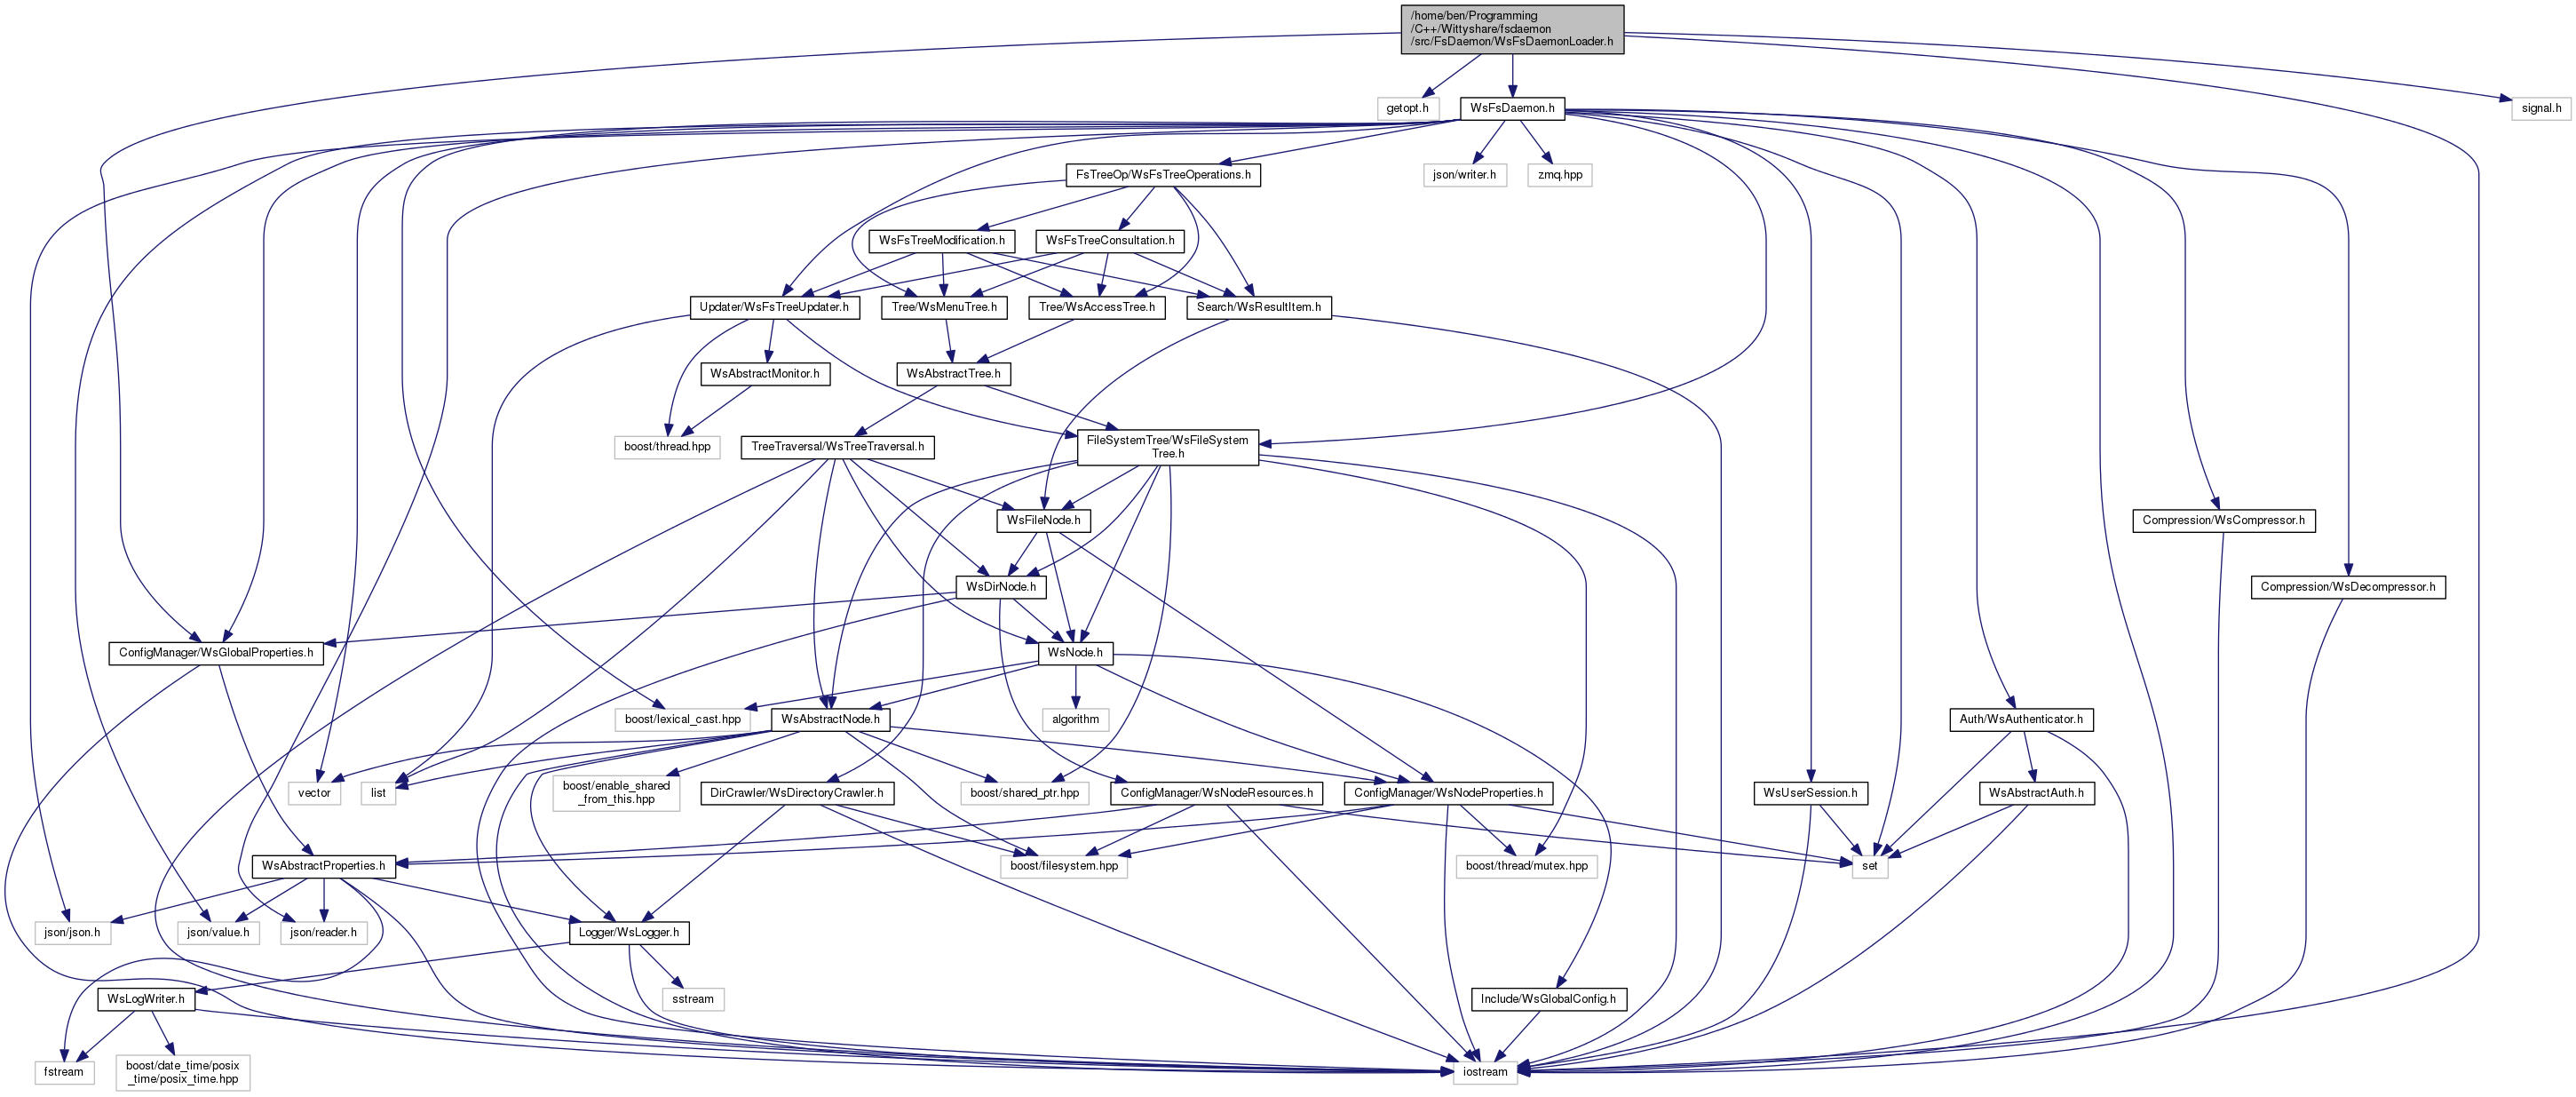 /home/ben/Programming
/C++/Wittyshare/fsdaemon
/src/FsDaemon/WsFsDaemonLoader.h
getopt.h
WsFsDaemon.h
signal.h
FsTreeOp/WsFsTreeOperations.h
json/writer.h
zmq.hpp
WsFsTreeModification.h
WsFsTreeConsultation.h
Updater/WsFsTreeUpdater.h
Tree/WsMenuTree.h
Tree/WsAccessTree.h
Search/WsResultItem.h
WsAbstractMonitor.h
WsAbstractTree.h
boost/thread.hpp
TreeTraversal/WsTreeTraversal.h
FileSystemTree/WsFileSystem
Tree.h
WsFileNode.h
Compression/WsCompressor.h
WsDirNode.h
Compression/WsDecompressor.h
ConfigManager/WsGlobalProperties.h
WsNode.h
boost/lexical_cast.hpp
WsAbstractNode.h
algorithm
Auth/WsAuthenticator.h
vector
list
boost/enable_shared
_from_this.hpp
DirCrawler/WsDirectoryCrawler.h
boost/shared_ptr.hpp
ConfigManager/WsNodeResources.h
ConfigManager/WsNodeProperties.h
WsUserSession.h
WsAbstractAuth.h
WsAbstractProperties.h
boost/filesystem.hpp
boost/thread/mutex.hpp
set
json/json.h
json/value.h
json/reader.h
Logger/WsLogger.h
WsLogWriter.h
sstream
Include/WsGlobalConfig.h
fstream
boost/date_time/posix
_time/posix_time.hpp
iostream